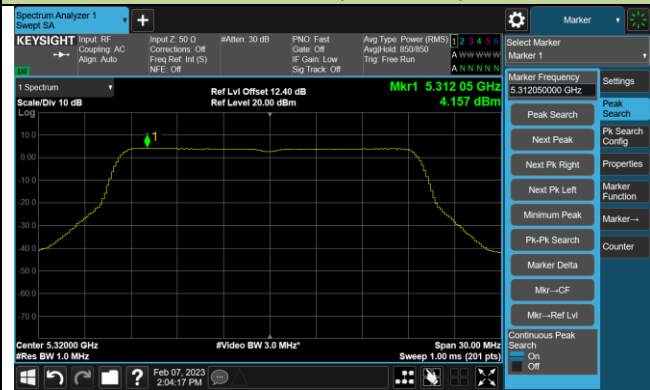 Spectrum Analyzer 1
Swept SA
Marker
KEYSIGHT
Input: RF
Coupling: AC
Align: Auto
Input Z: 50 Ω
Corrections: Off
Freq Ref: Int (S)
NFE: Off
#Atten: 30 dB
PNO: Fast
Gate: Off
IF Gain: Low
Sig Track: Off
Avg Type: Power (RMS)
Avg|Hold: 850/850
Trig: Free Run
1 2 3 4 5 6
A W W W W W
A N N N N N
Select Marker
Marker 1
1 Spectrum
Scale/Div 10 dB
Log
Ref Lvl Offset 12.40 dB
Ref Level 20.00 dBm
Mkr1 5.312 05 GHz
4.157 dBm
10.0
0.00
-10.0
-20.0
-30.0
-40.0
-50.0
-60.0
-70.0
1
Center 5.32000 GHz
#Res BW 1.0 MHz
#Video BW 3.0 MHz*
Span 30.00 MHz
Sweep 1.00 ms (201 pts)
Marker Frequency
5.312050000 GHz
Peak Search
Next Peak
Next Pk Right
Next Pk Left
Minimum Peak
Pk-Pk Search
Marker Delta
Mkr→CF
Mkr→Ref Lvl
Continuous Peak
Search
On
Off
Settings
Peak
Search
Pk Search
Config
Properties
Marker
Function
Marker→
Counter
Feb 07, 2023
2:04:17 PM